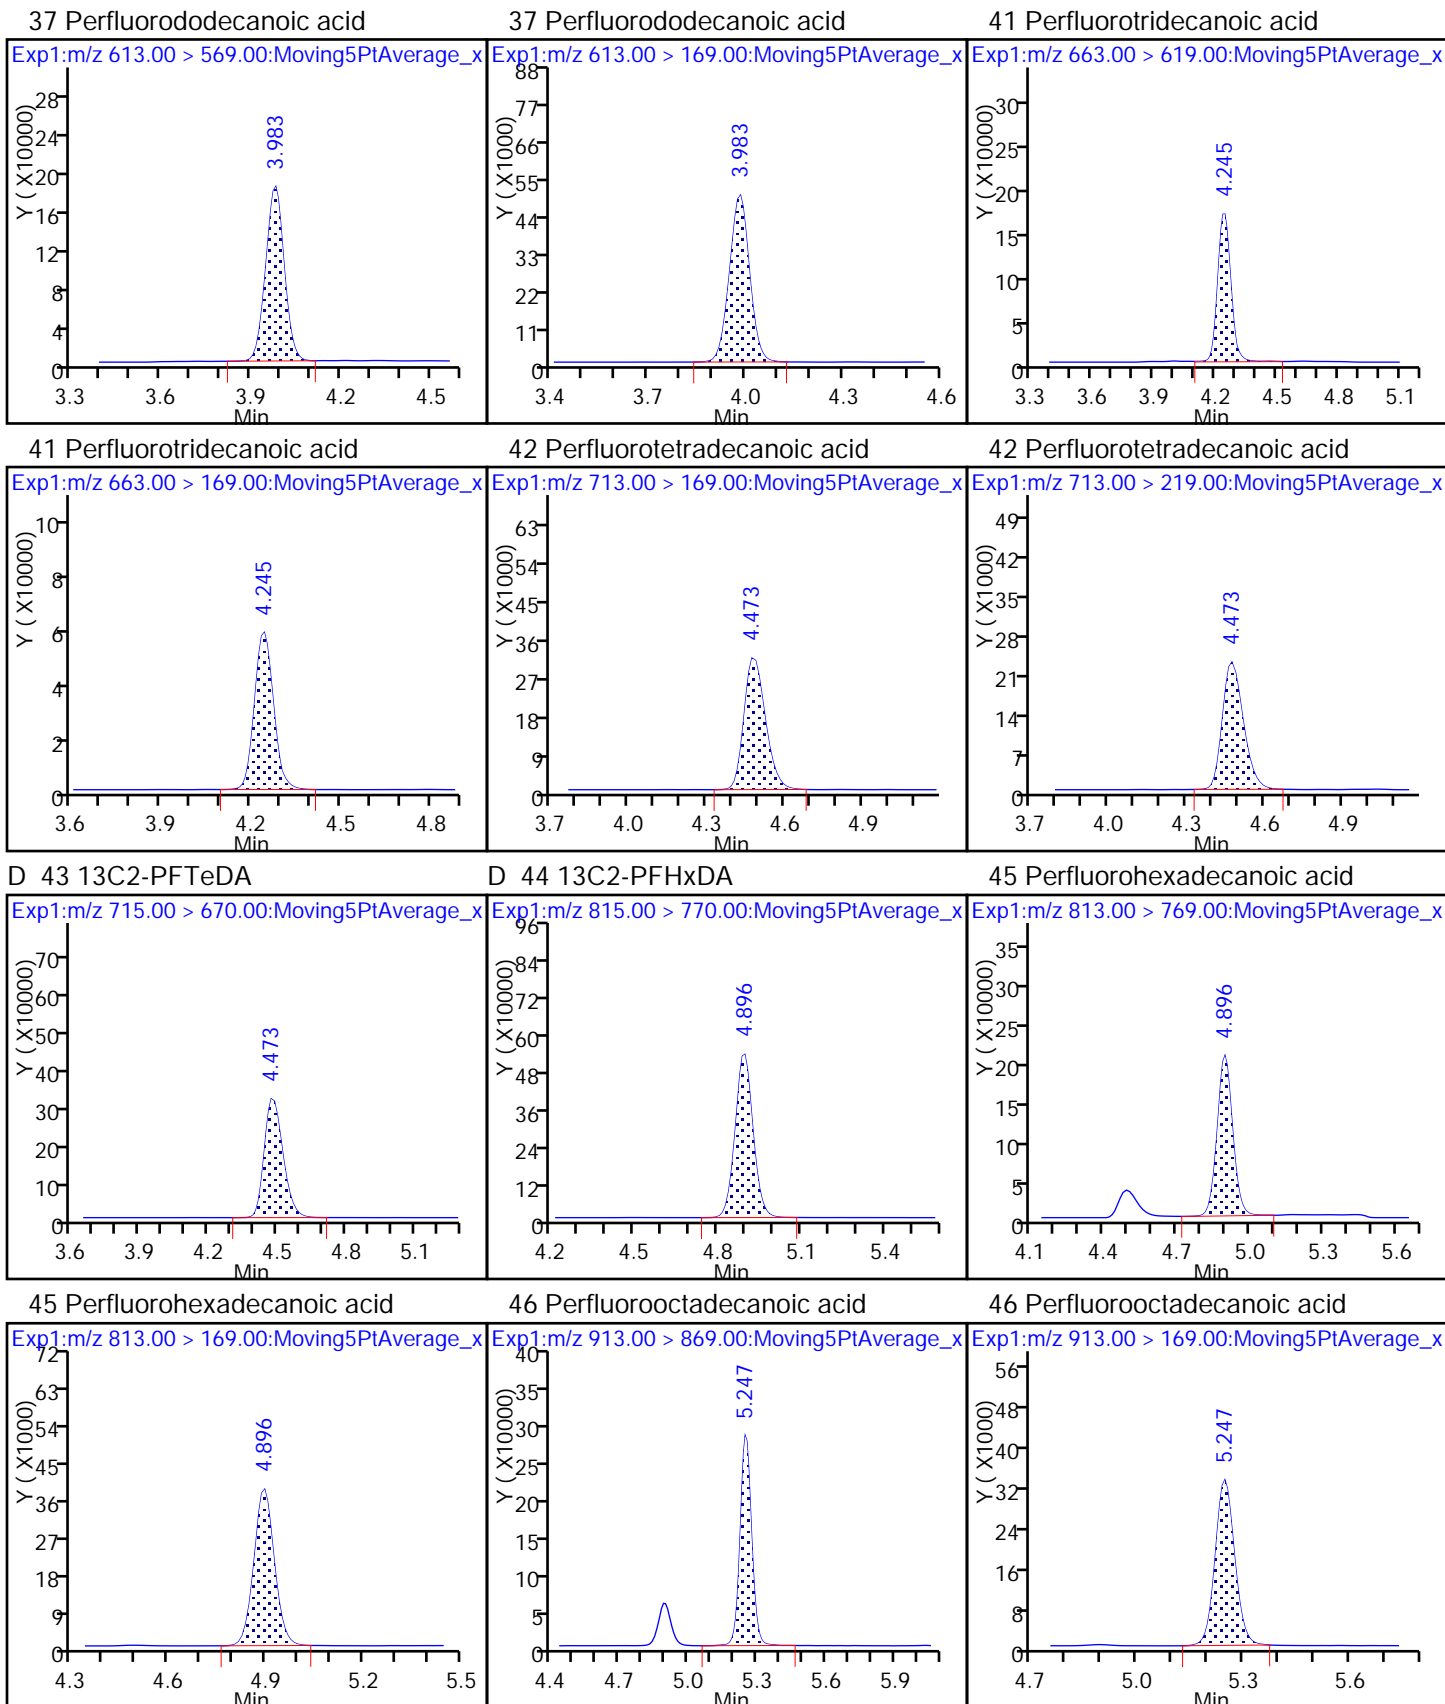 37 Perfluorododecanoic acid
Exp1:m/z 613.00 > 569.00:Moving5PtAverage_x
Y ( X10000)
28
24
20
16
12
8
4
0
3.983
3.3 3.6 3.9 4.2 4.5
Min
37 Perfluorododecanoic acid
Exp1:m/z 613.00 > 169.00:Moving5PtAverage_x
Y ( X1000)
88
77
66
55
44
33
22
11
0
3.983
3.4 3.7 4.0 4.3 4.6
Min
41 Perfluorotridecanoic acid
Exp1:m/z 663.00 > 619.00:Moving5PtAverage_x
Y ( X10000)
30
25
20
15
10
5
0
4.245
3.3 3.6 3.9 4.2 4.5 4.8 5.1
Min
41 Perfluorotridecanoic acid
Exp1:m/z 663.00 > 169.00:Moving5PtAverage_x
Y ( X10000)
10
8
6
4
2
0
4.245
3.6 3.9 4.2 4.5 4.8
Min
42 Perfluorotetradecanoic acid
Exp1:m/z 713.00 > 169.00:Moving5PtAverage_x
Y ( X1000)
63
54
45
36
27
18
9
0
4.473
3.7 4.0 4.3 4.6 4.9
Min
42 Perfluorotetradecanoic acid
Exp1:m/z 713.00 > 219.00:Moving5PtAverage_x
Y ( X1000)
49
42
35
28
21
14
7
0
4.473
3.7 4.0 4.3 4.6 4.9
Min
D 43 13C2-PFTeDA
Exp1:m/z 715.00 > 670.00:Moving5PtAverage_x
Y ( X10000)
70
60
50
40
30
20
10
0
4.473
3.6 3.9 4.2 4.5 4.8 5.1
Min
D 44 13C2-PFHxDA
Exp1:m/z 815.00 > 770.00:Moving5PtAverage_x
Y ( X10000)
96
84
72
60
48
36
24
12
0
4.896
4.2 4.5 4.8 5.1 5.4
Min
45 Perfluorohexadecanoic acid
Exp1:m/z 813.00 > 769.00:Moving5PtAverage_x
Y ( X10000)
35
30
25
20
15
10
5
0
4.896
4.1 4.4 4.7 5.0 5.3 5.6
Min
45 Perfluorohexadecanoic acid
Exp1:m/z 813.00 > 169.00:Moving5PtAverage_x
Y ( X1000)
72
63
54
45
36
27
18
9
0
4.896
4.3 4.6 4.9 5.2 5.5
Min
46 Perfluorooctadecanoic acid
Exp1:m/z 913.00 > 869.00:Moving5PtAverage_x
Y ( X10000)
40
35
30
25
20
15
10
5
0
5.247
4.4 4.7 5.0 5.3 5.6 5.9
Min
46 Perfluorooctadecanoic acid
Exp1:m/z 913.00 > 169.00:Moving5PtAverage_x
Y ( X1000)
56
48
40
32
24
16
8
0
5.247
4.7 5.0 5.3 5.6
Min